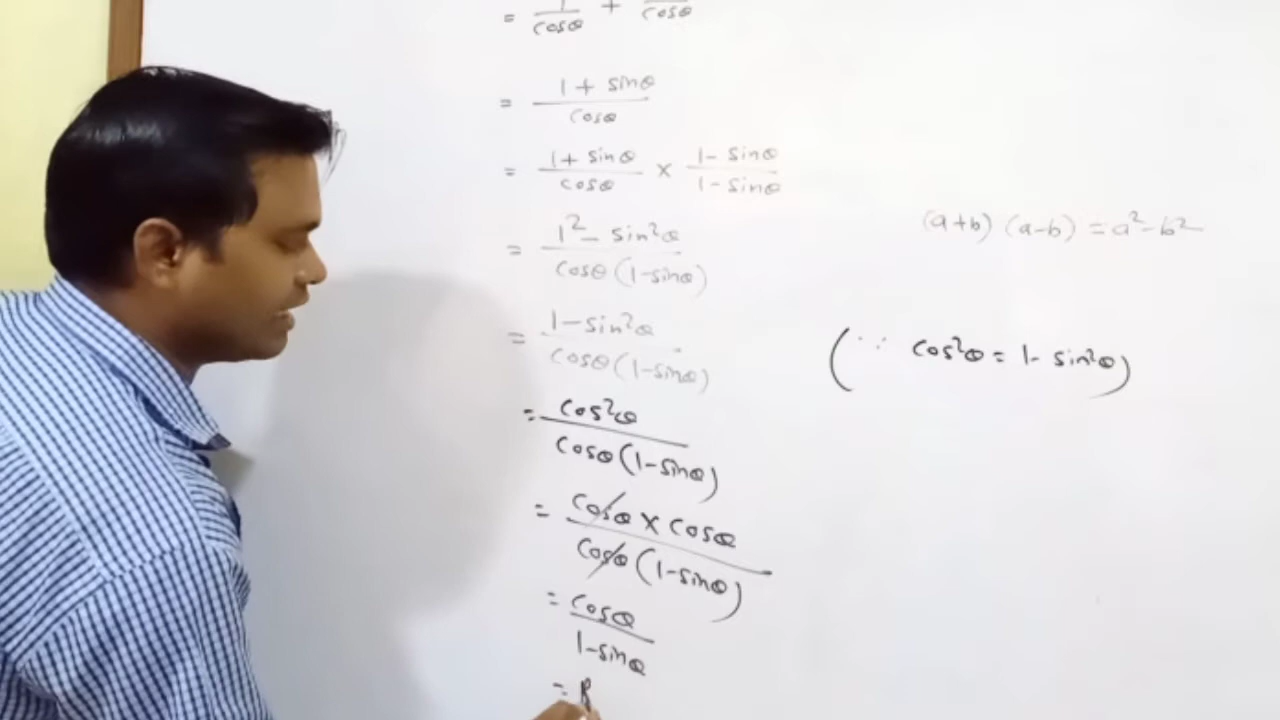 = 1/cosθ + /cosθ
= 1 + sinθ / cosθ
= 1 + sinθ / cosθ × 1 - sinθ / 1 - sinθ
= 1² - sin²θ / cosθ (1-sinθ)
(a+b) (a-b) = a² - b²
= 1 - sin²θ / cosθ (1-sinθ)
(∵ cos²θ = 1 - sin²θ)
= cos²θ / cosθ (1-sinθ)
= cosθ × cosθ / cosθ (1-sinθ)
= cosθ / 1-sinθ
= R